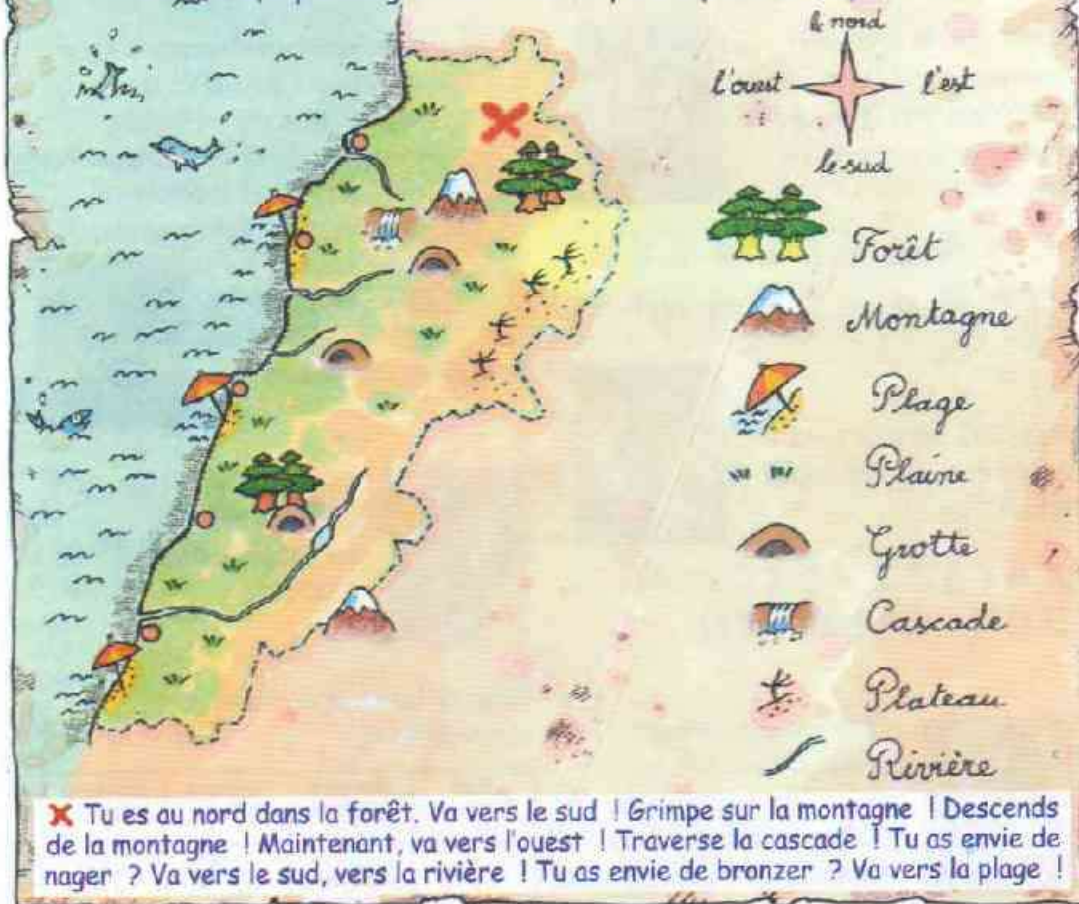 le nord
l'ouest
l'est
le sud
Forêt
Montagne
Plage
Plaine
Grotte
Cascade
Plateau
Rivière
Tu es au nord dans la forêt. Va vers le sud ! Grimpe sur la montagne ! Descends
de la montagne ! Maintenant, va vers l'ouest ! Traverse la cascade ! Tu as envie de
nager ? Va vers le sud, vers la rivière ! Tu as envie de bronzer ? Va vers la plage !